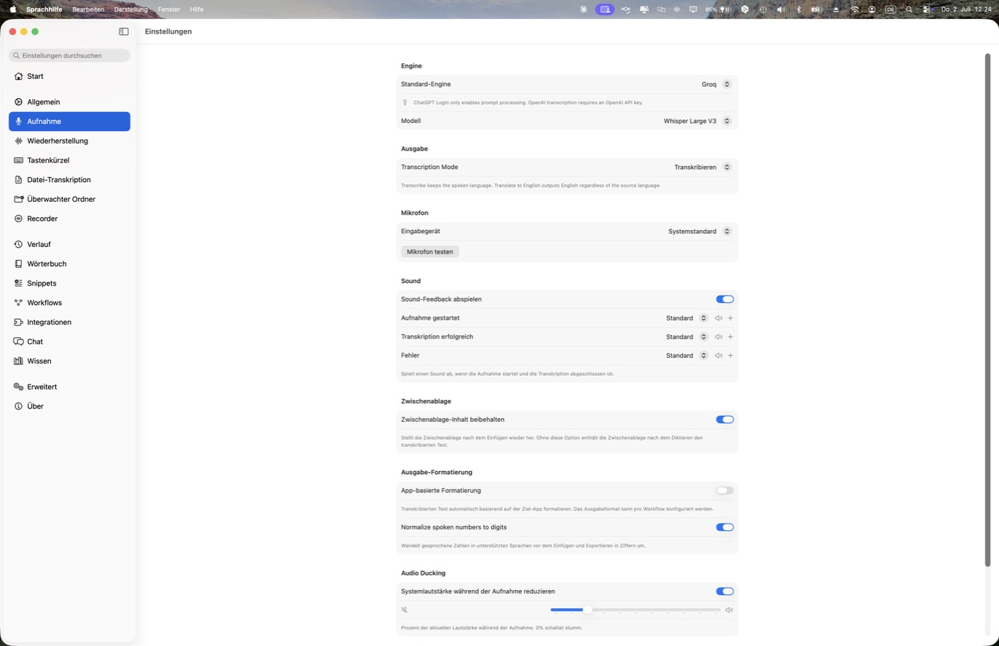 Sprachhilfe Bearbeiten Darstellung Fenster Hilfe
85%
DE
Do. 2. Juli 12:24
Einstellungen
Einstellungen durchsuchen
Start
Allgemein
Aufnahme
Wiederherstellung
Tastenkürzel
Datei-Transkription
Überwachter Ordner
Recorder
Verlauf
Wörterbuch
Snippets
Workflows
Integrationen
Chat
Wissen
Erweitert
Über
Engine
Standard-Engine Groq
ChatGPT Login only enables prompt processing. OpenAI transcription requires an OpenAI API key.
Modell Whisper Large V3
Ausgabe
Transcription Mode Transkribieren
Transcribe keeps the spoken language. Translate to English outputs English regardless of the source language.
Mikrofon
Eingabegerät Systemstandard
Mikrofon testen
Sound
Sound-Feedback abspielen
Aufnahme gestartet Standard
Transkription erfolgreich Standard
Fehler Standard
Spielt einen Sound ab, wenn die Aufnahme startet und die Transkription abgeschlossen ist.
Zwischenablage
Zwischenablage-Inhalt beibehalten
Stellt die Zwischenablage nach dem Einfügen wieder her. Ohne diese Option enthält die Zwischenablage nach dem Diktieren den
transkribierten Text.
Ausgabe-Formatierung
App-basierte Formatierung
Transkribierten Text automatisch basierend auf der Ziel-App formatieren. Das Ausgabeformat kann pro Workflow konfiguriert werden.
Normalize spoken numbers to digits
Wandelt gesprochene Zahlen in unterstützten Sprachen vor dem Einfügen und Exportieren in Ziffern um.
Audio Ducking
Systemlautstärke während der Aufnahme reduzieren
Prozent der aktuellen Lautstärke während der Aufnahme. 0% schaltet stumm.